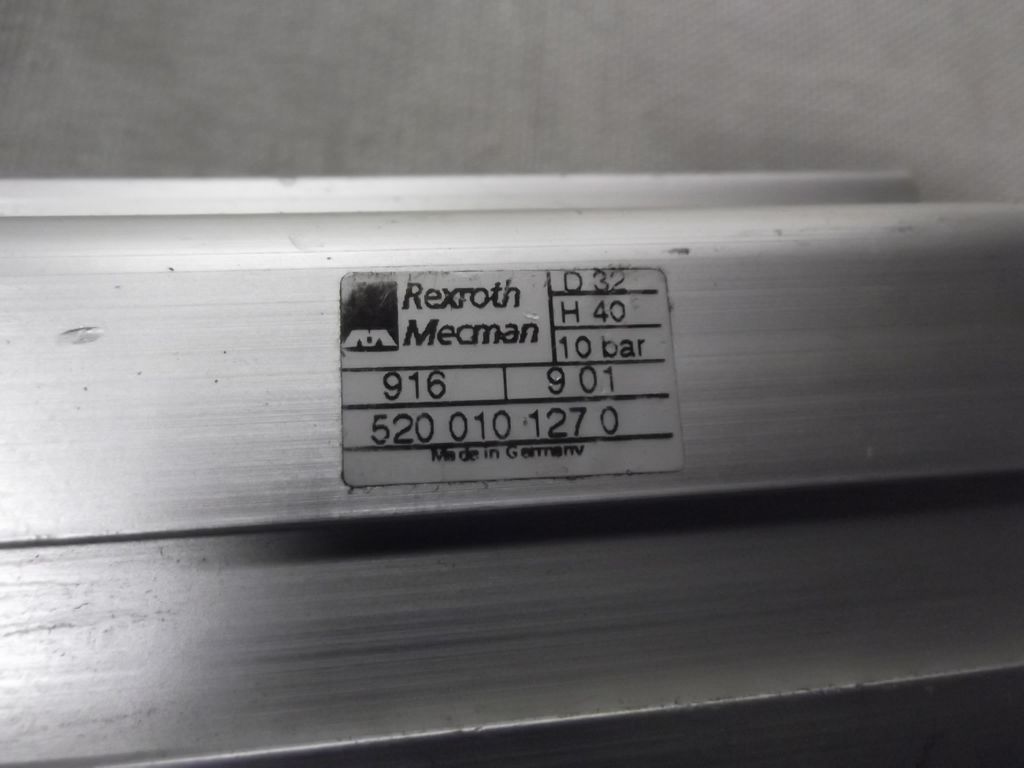 Rexroth
Mecman
D 32
H 40
10 bar
916 9 01
520 010 127 0
Made in Germany